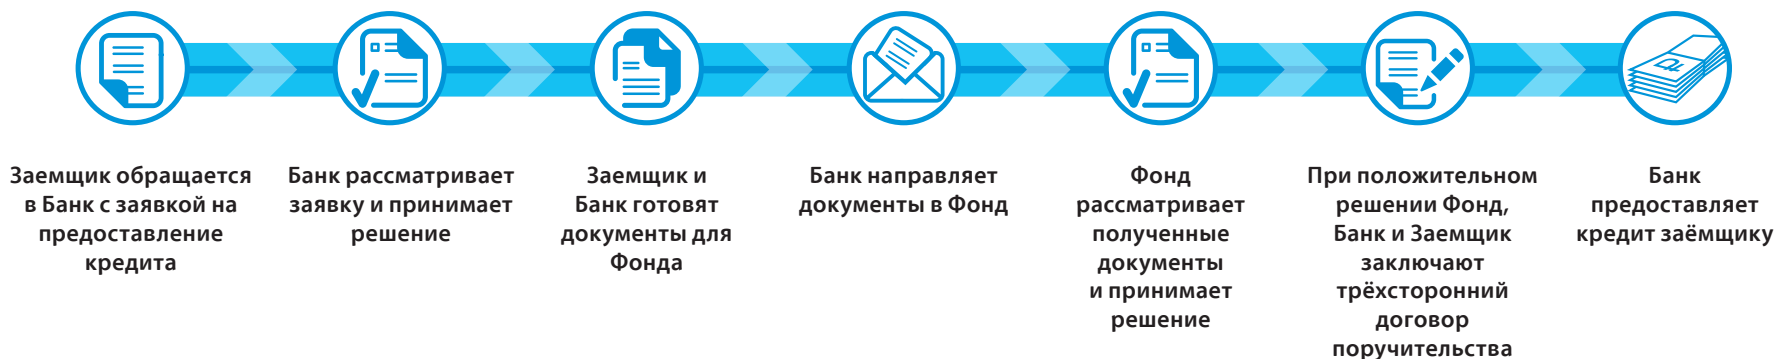 Заемщик обращается
в Банк с заявкой на
предоставление
кредита
Банк рассматривает
заявку и принимает
решение
Заемщик и
Банк готовят
документы для
Фонда
Банк направляет
документы в Фонд
Фонд
рассматривает
полученные
документы
и принимает
решение
При положительном
решении Фонд,
Банк и Заемщик
заключают
трёхсторонний
договор
поручительства
Банк
предоставляет
кредит заёмщику